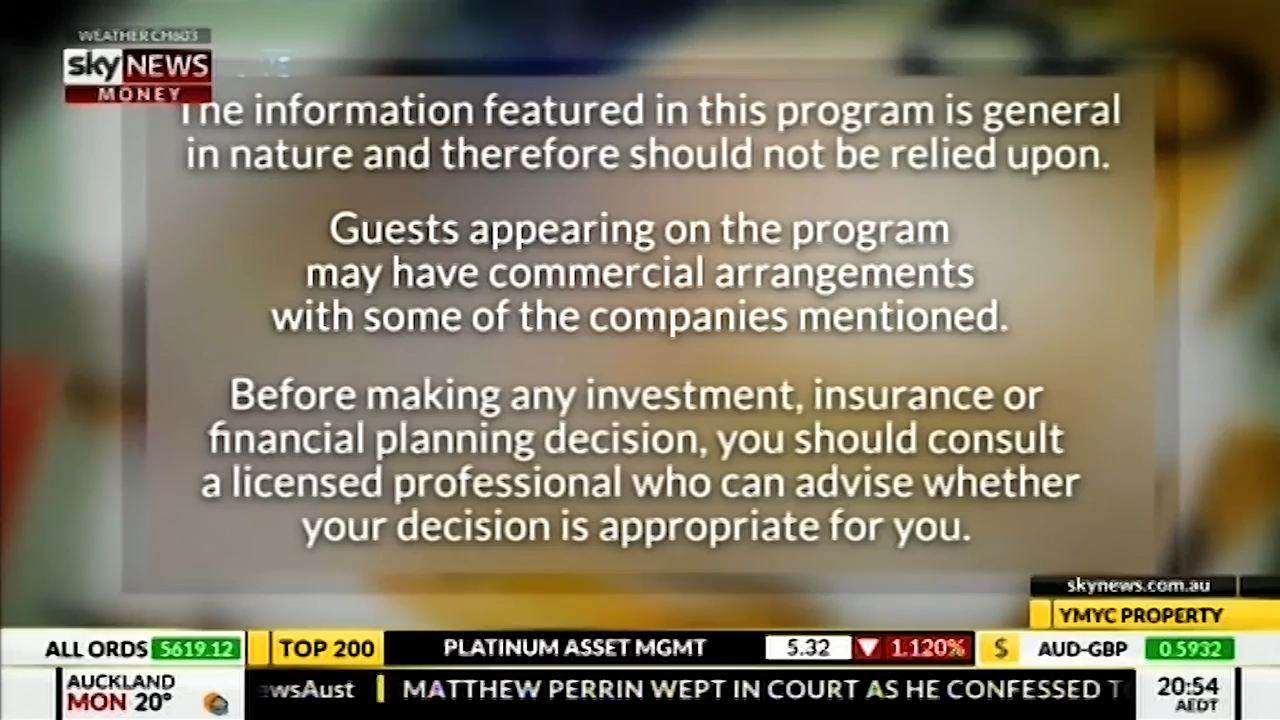 WEATHER CH603
sky NEWS
MONEY
The information featured in this program is general
in nature and therefore should not be relied upon.
Guests appearing on the program
may have commercial arrangements
with some of the companies mentioned.
Before making any investment, insurance or
financial planning decision, you should consult
a licensed professional who can advise whether
your decision is appropriate for you.
skynews.com.au
YMYC PROPERTY
ALL ORDS 5619.12 TOP 200 PLATINUM ASSET MGMT 5.32 ▼ 1.120% $ AUD-GBP 0.5932
AUCKLAND
MON 20°
wsAust | MATTHEW PERRIN WEPT IN COURT AS HE CONFESSED
20:54
AEDT